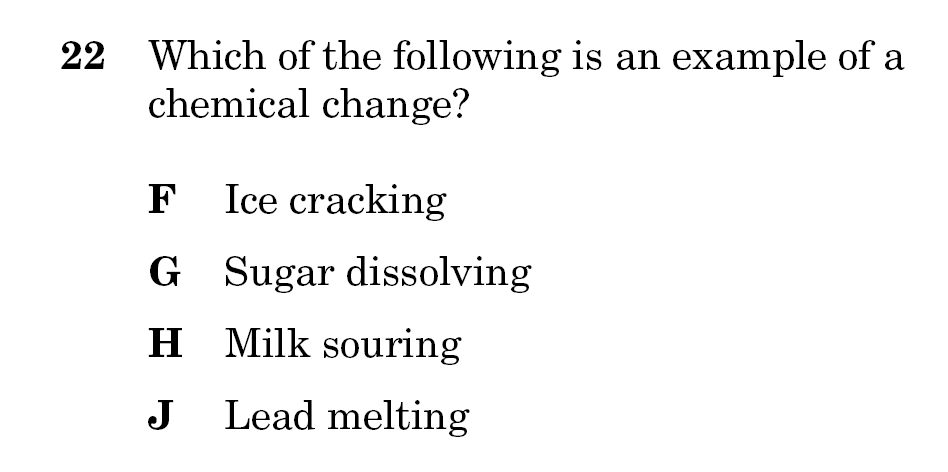 22 Which of the following is an example of a
chemical change?
F Ice cracking
G Sugar dissolving
H Milk souring
J Lead melting